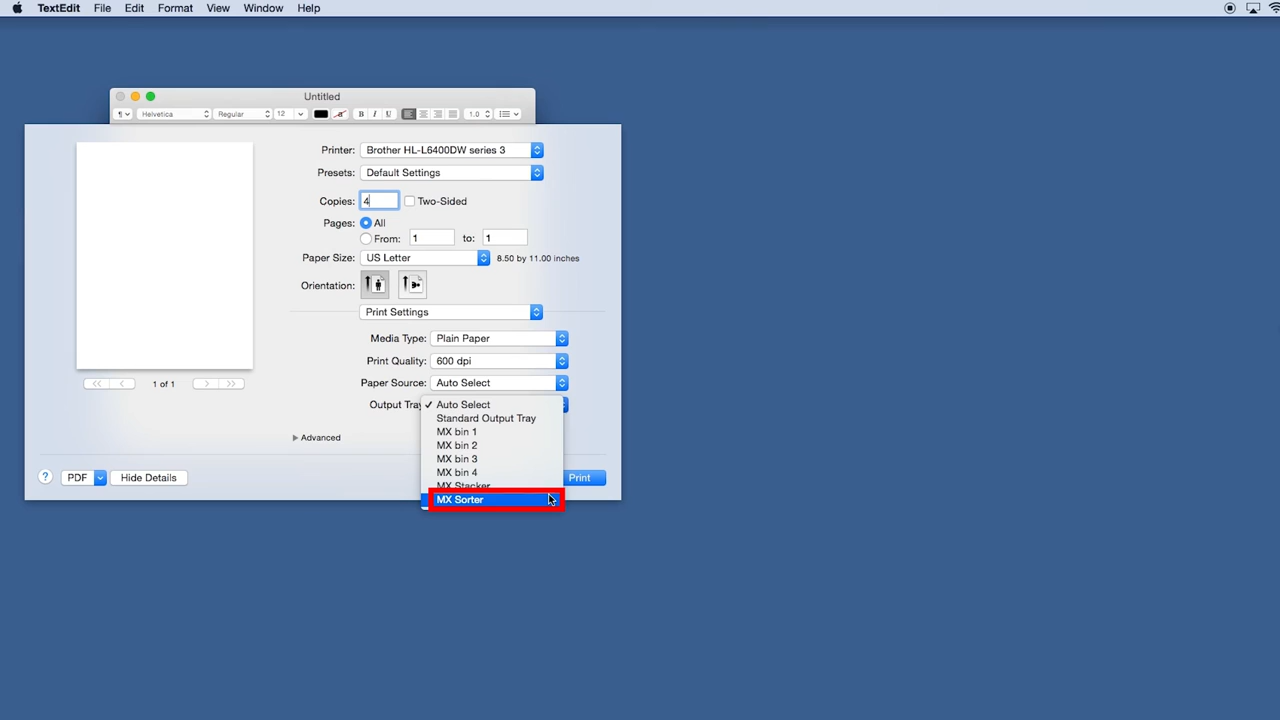 TextEdit File Edit Format View Window Help
Untitled
¶ Helvetica Regular 12 a B I U 1.0
Printer: Brother HL-L6400DW series 3
Presets: Default Settings
Copies: 4 Two-Sided
Pages: All
From: 1 to: 1
Paper Size: US Letter 8.50 by 11.00 inches
Orientation:
Print Settings
Media Type: Plain Paper
Print Quality: 600 dpi
1 of 1
Paper Source: Auto Select
Output Tray ✓ Auto Select
Standard Output Tray
MX bin 1
MX bin 2
Advanced
MX bin 3
MX bin 4
? PDF Hide Details Print
MX Stacker
MX Sorter